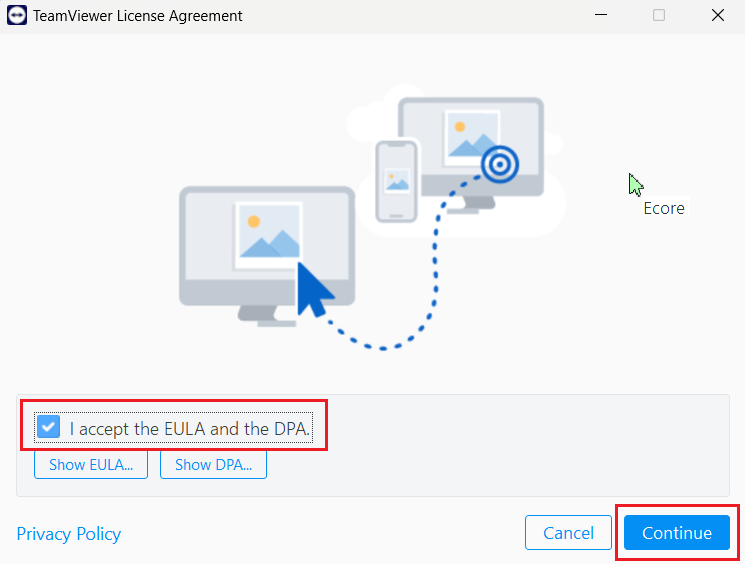 TeamViewer License Agreement
Ecore
I accept the EULA and the DPA.
Show EULA...
Show DPA...
Privacy Policy
Cancel
Continue